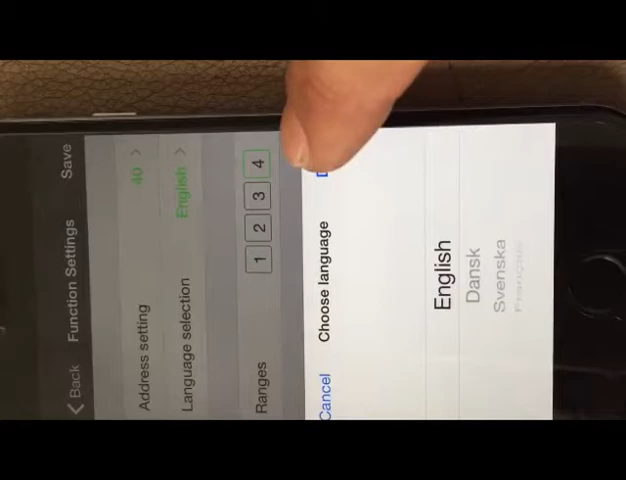 Back Function Settings Save
Address setting 40
Language selection English
Ranges 1 2 3 4
Cancel Choose language
English
Dansk
Svenska
Français